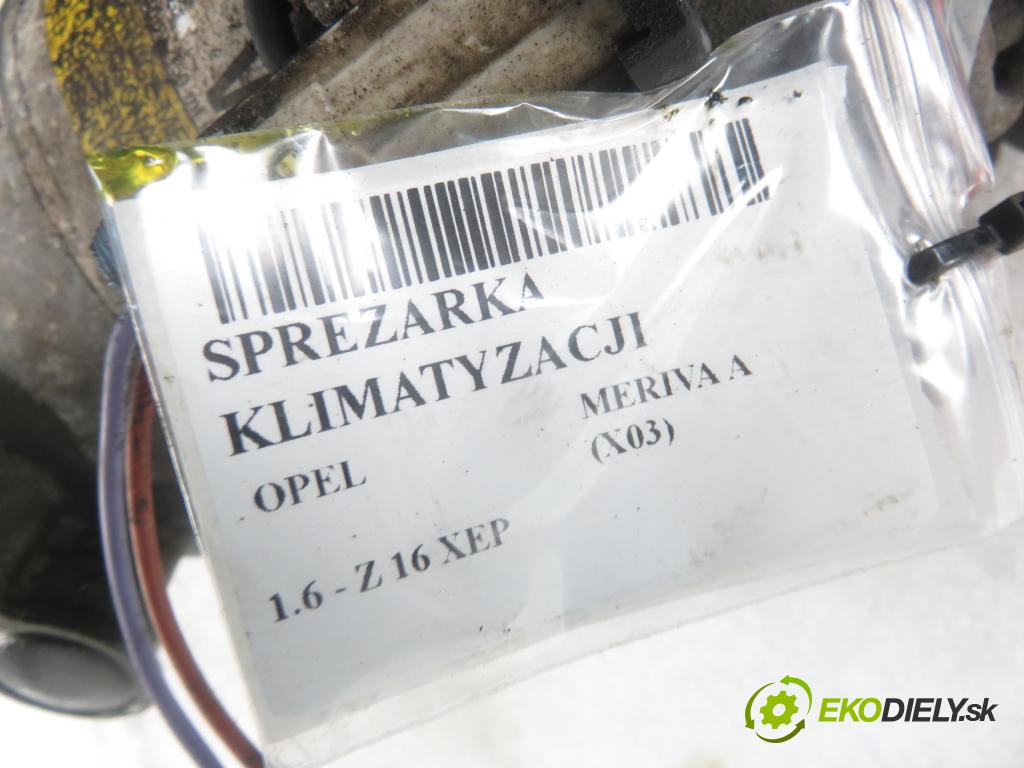 SPREZARKA
KLIMATYZACJI
OPEL
MERIVA A
(X03)
1.6 - Z 16 XEP
EKODIELY.sk